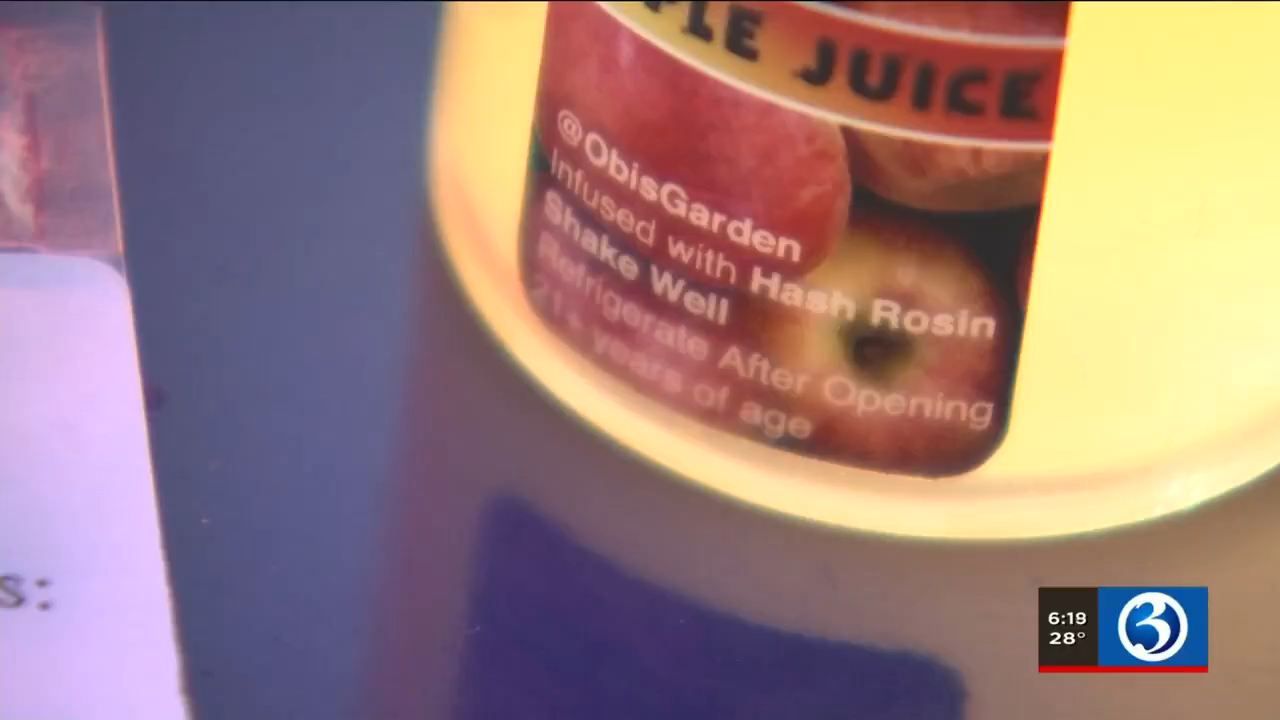 PLE JUICE
@ObisGarden
Infused with Hash Rosin
Shake Well
Refrigerate After Opening
21+ years of age
s:
6:19
28°
3